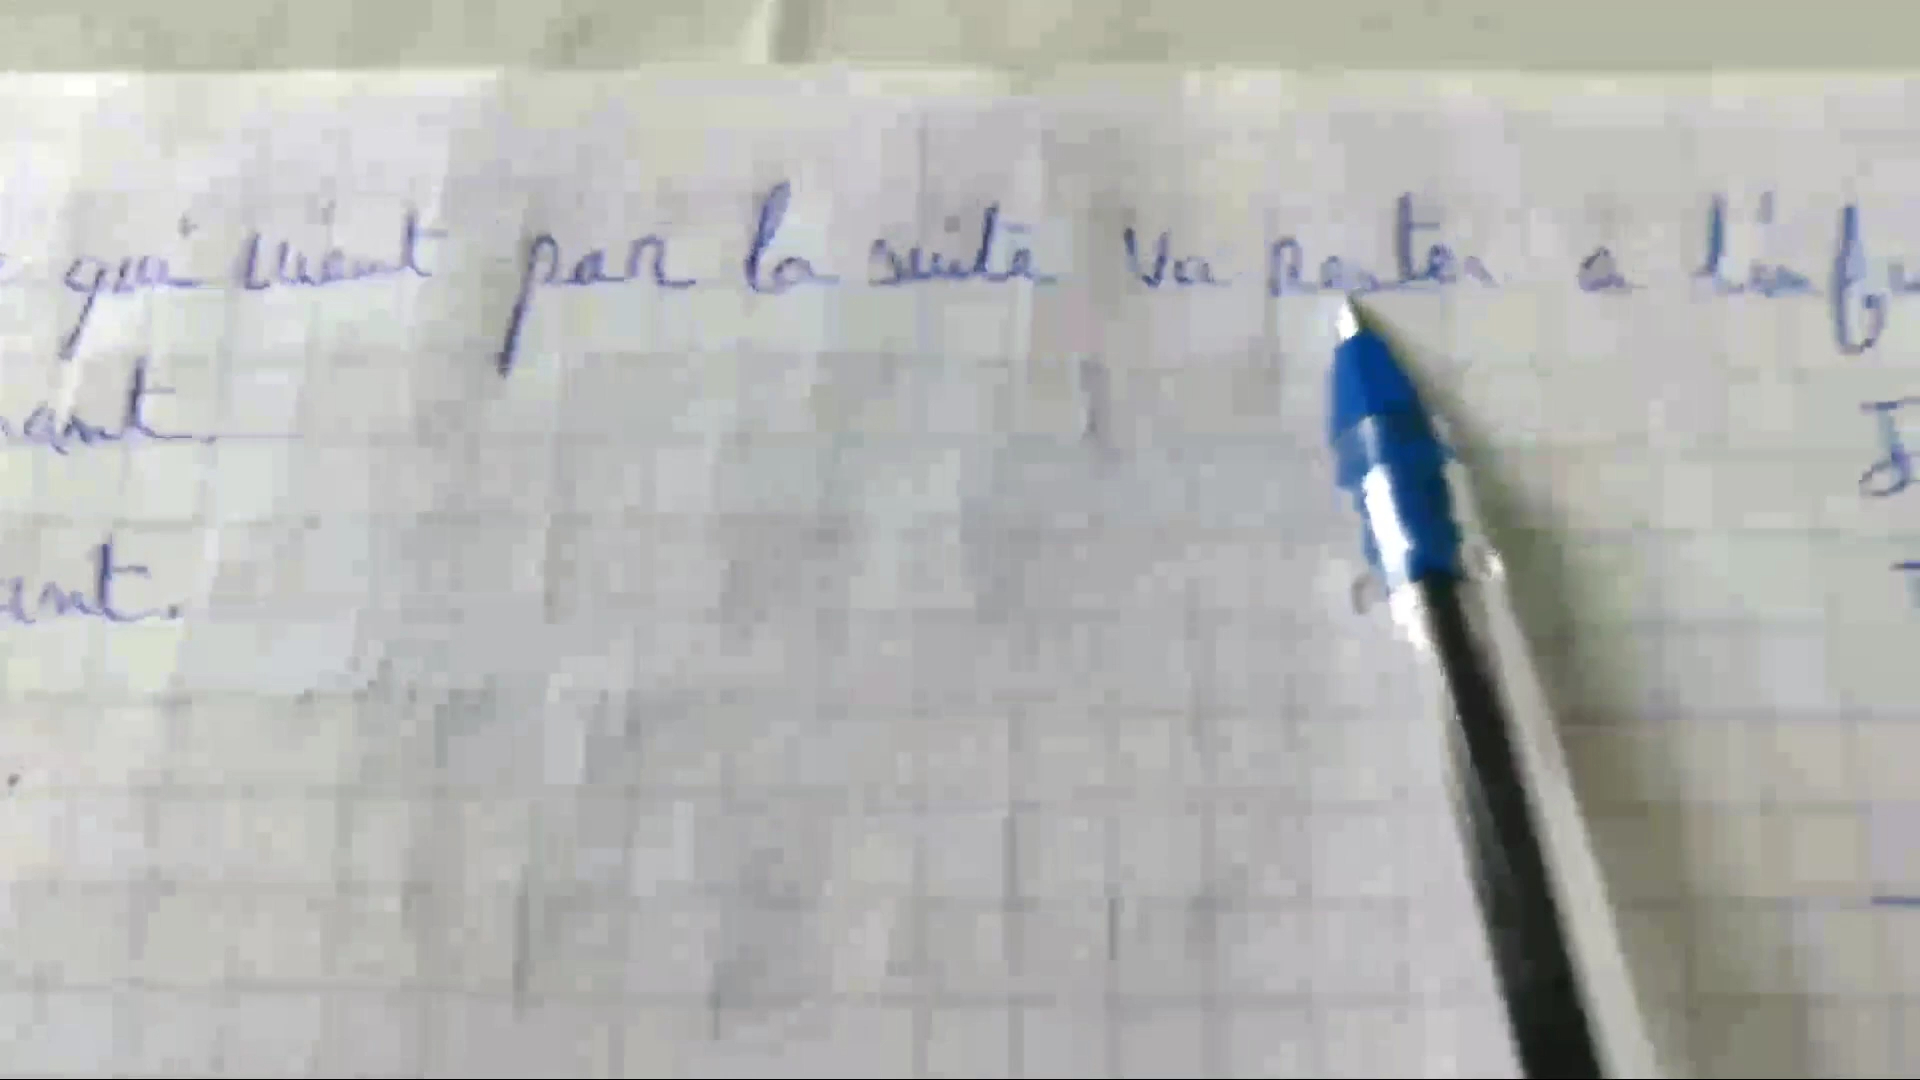 qui vient par la suite va rester a l'infi
ant.
ant.